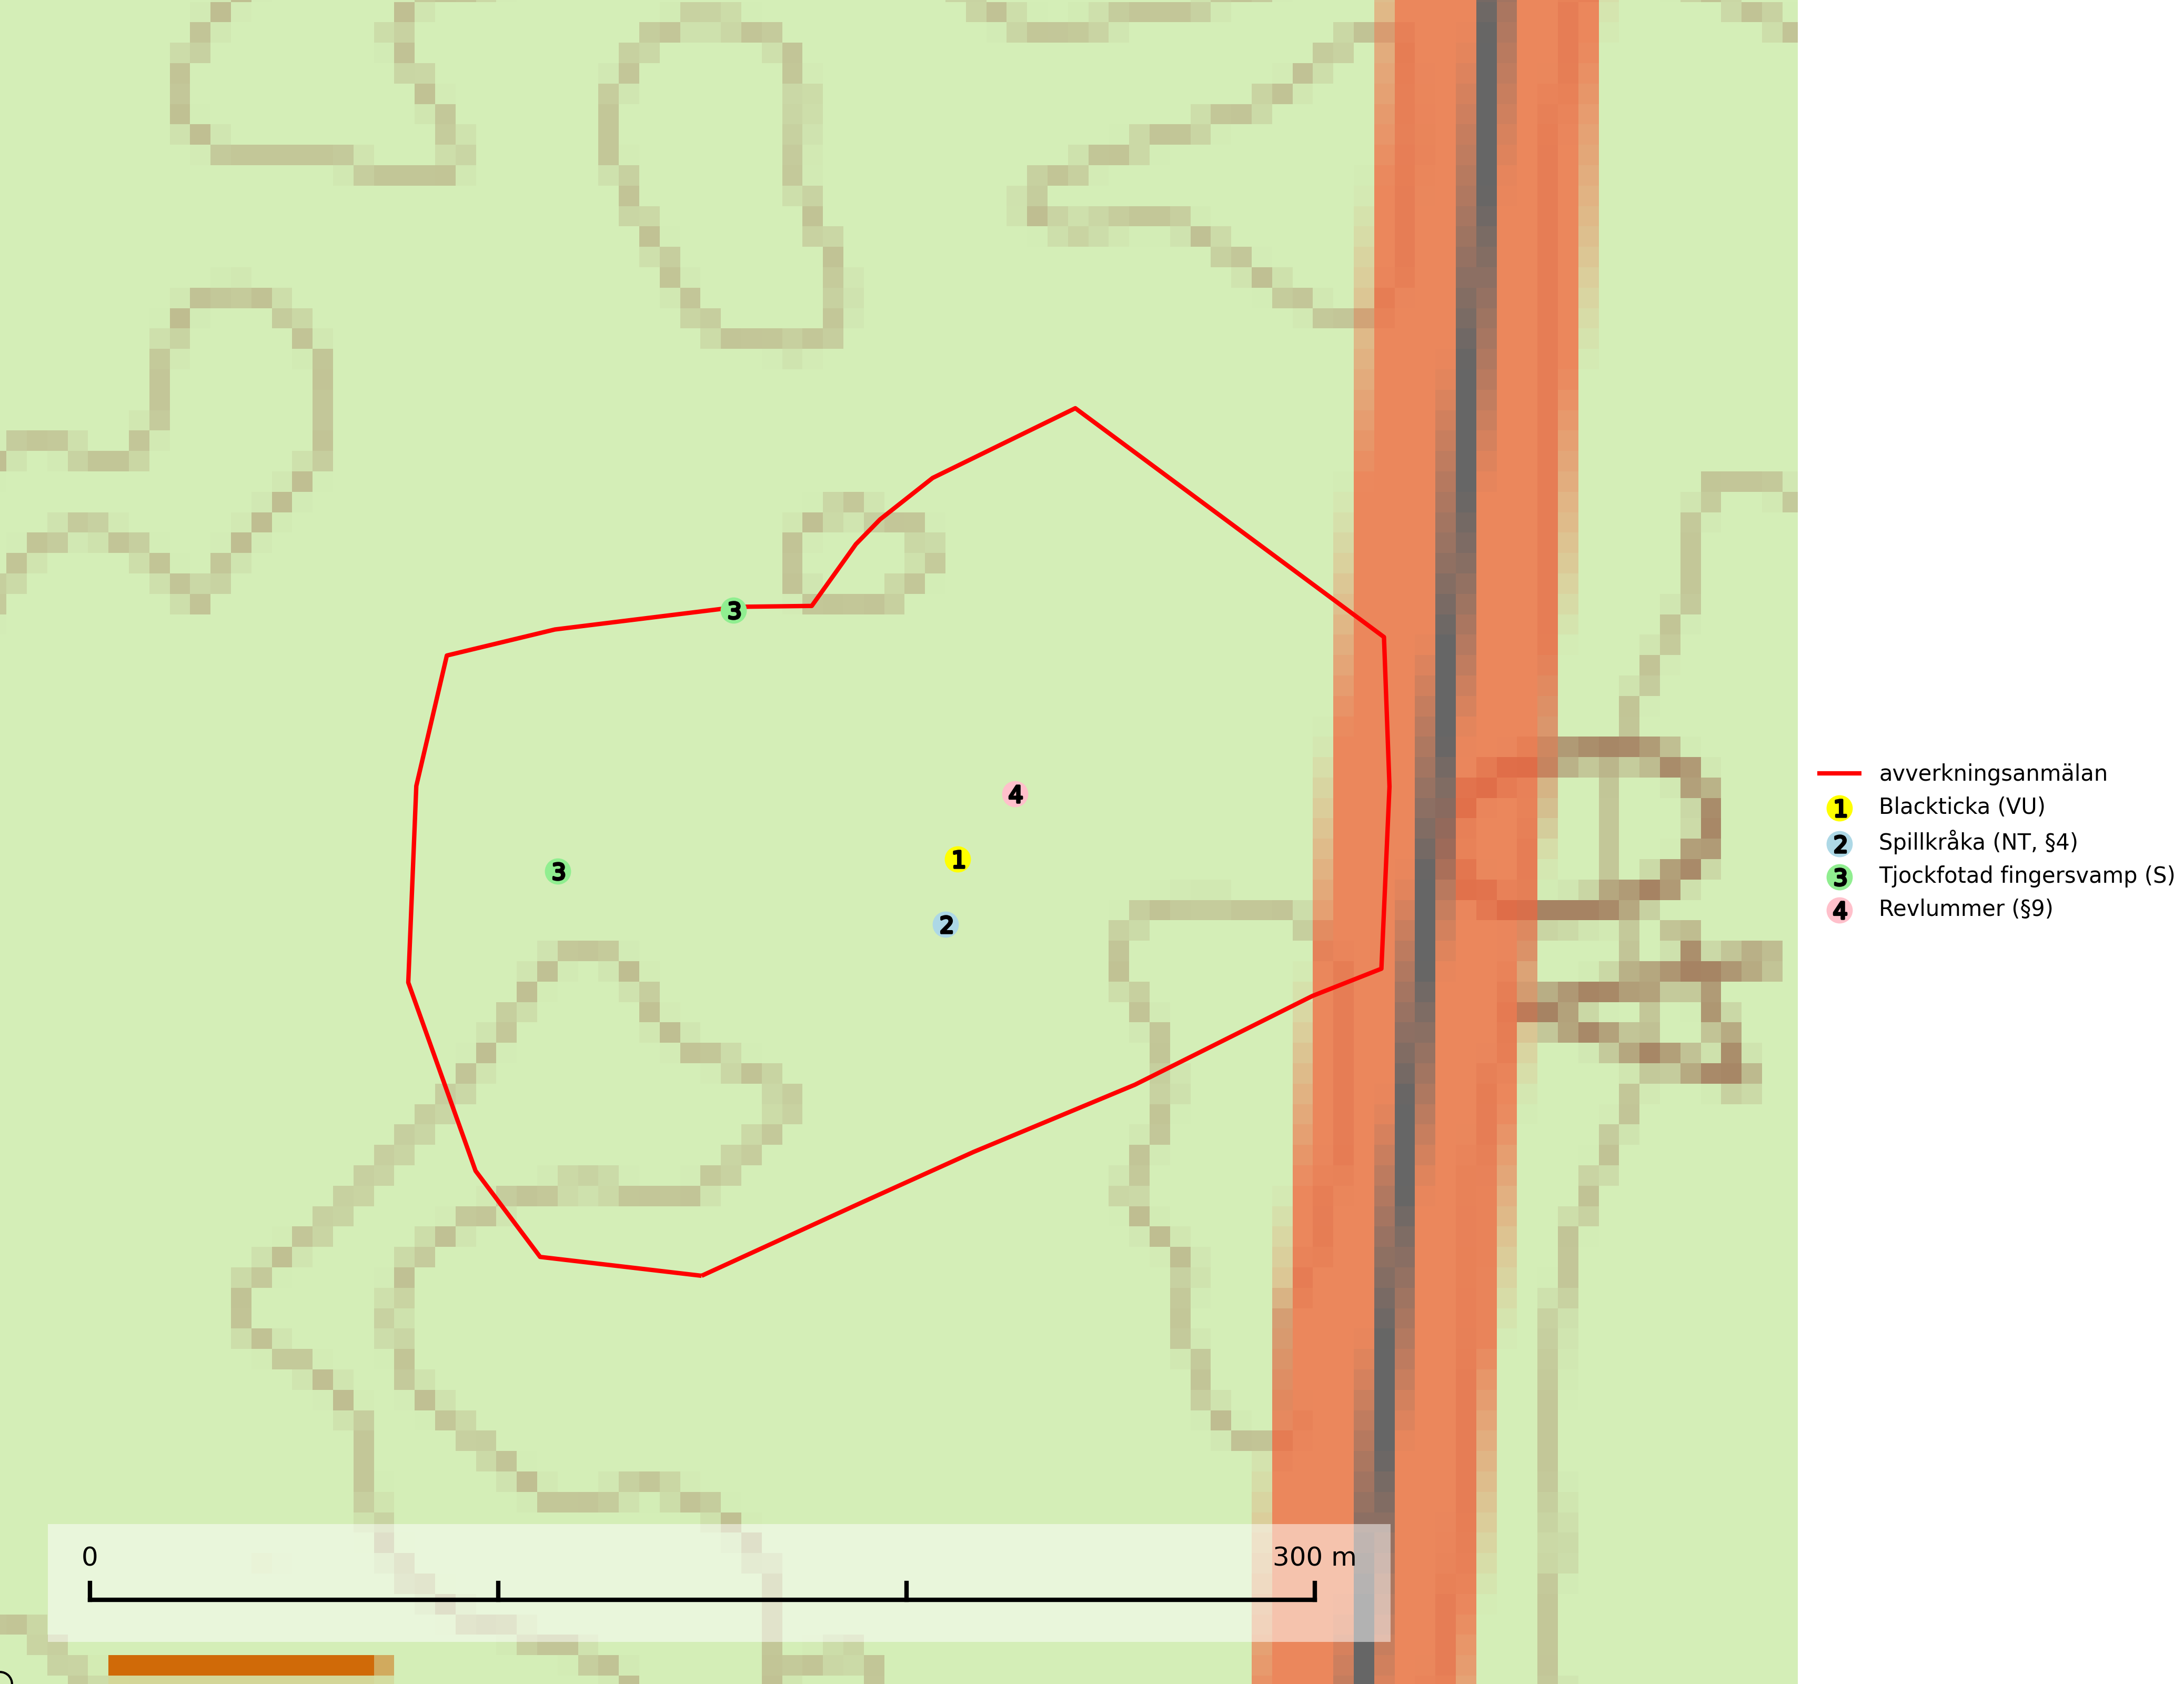 3
4
3
1
2
avverkningsanmälan
1 Blackticka (VU)
2 Spillkråka (NT, §4)
3 Tjockfotad fingersvamp (S)
4 Revlummer (§9)
0 300 m